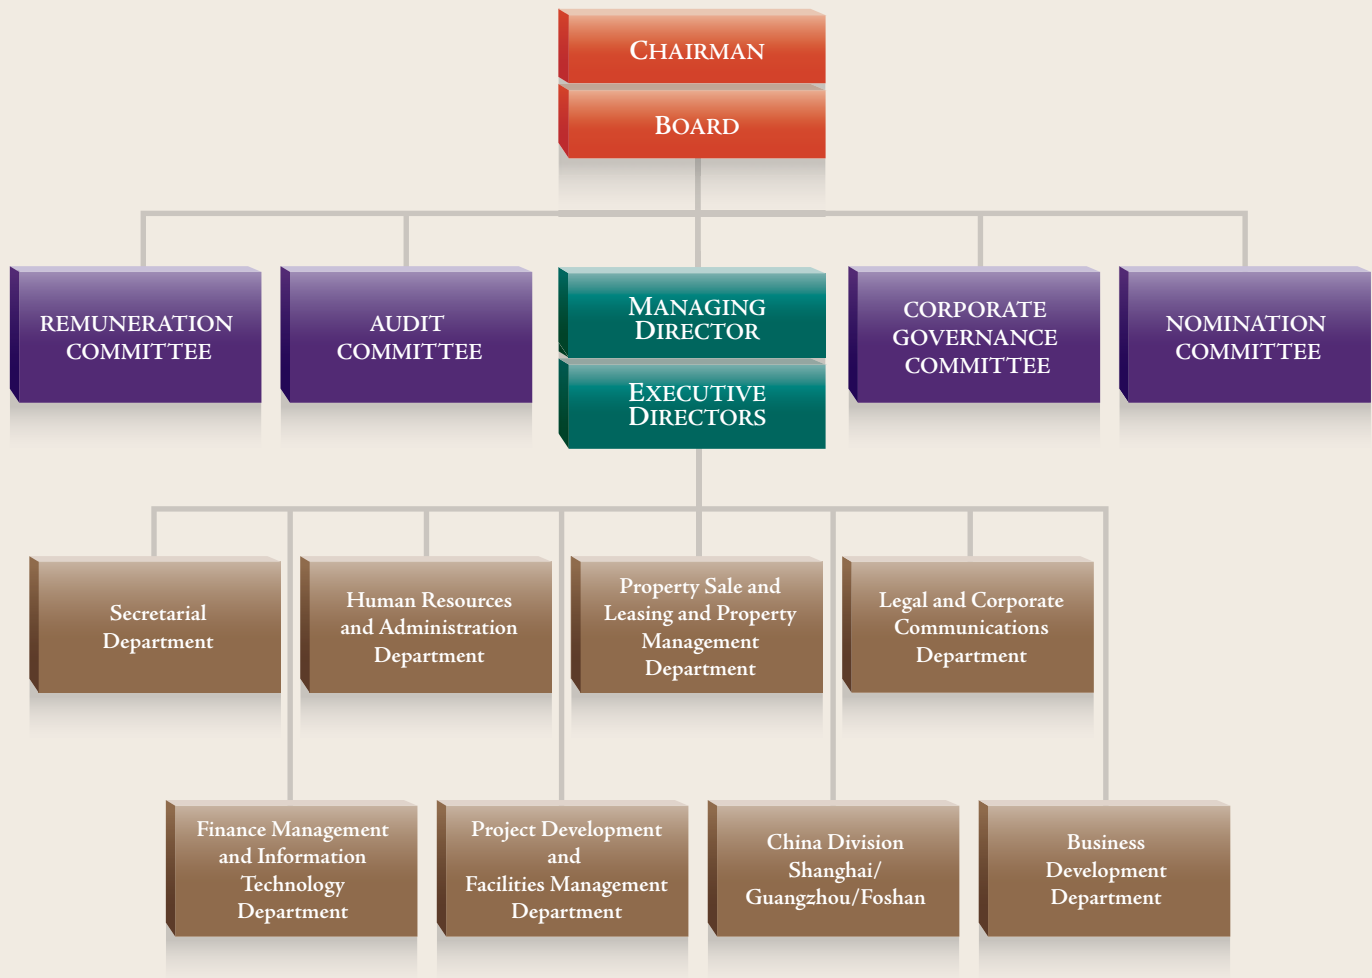 CHAIRMAN
BOARD
REMUNERATION
COMMITTEE
AUDIT
COMMITTEE
MANAGING
DIRECTOR
EXECUTIVE
DIRECTORS
CORPORATE
GOVERNANCE
COMMITTEE
NOMINATION
COMMITTEE
Secretarial
Department
Human Resources
and Administration
Department
Property Sale and
Leasing and Property
Management
Department
Legal and Corporate
Communications
Department
Finance Management
and Information
Technology
Department
Project Development
and
Facilities Management
Department
China Division
Shanghai/
Guangzhou/Foshan
Business
Development
Department